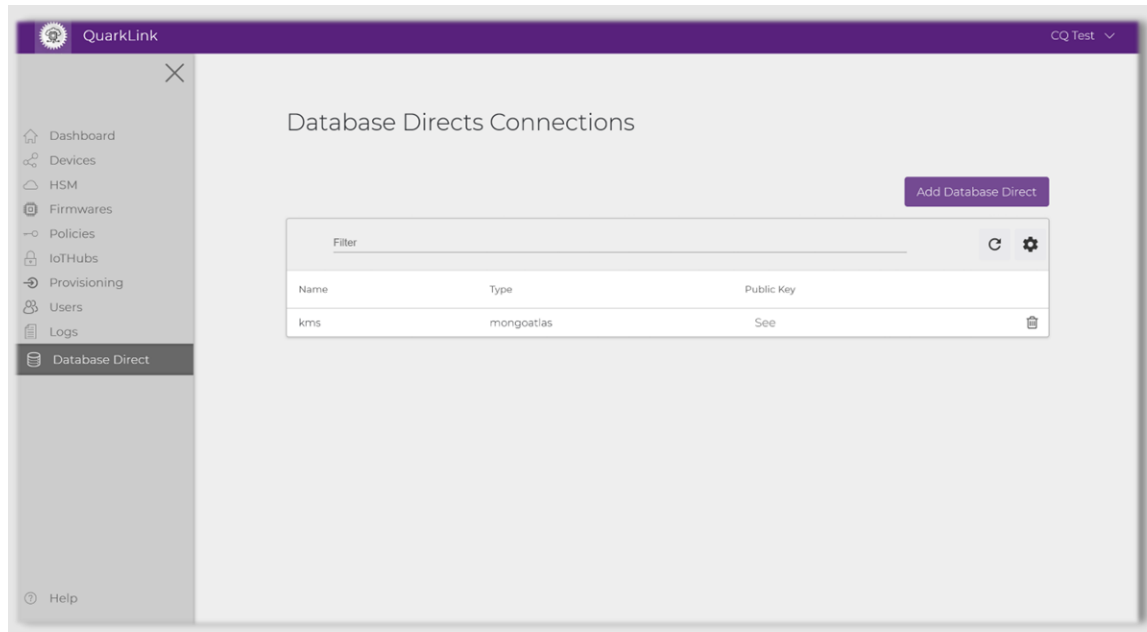 QuarkLink
CQ Test
Dashboard
Devices
HSM
Firmwares
Policies
IoTHubs
Provisioning
Users
Logs
Database Direct
Help
Database Directs Connections
Add Database Direct
Filter
Name Type Public Key
kms mongoatlas See